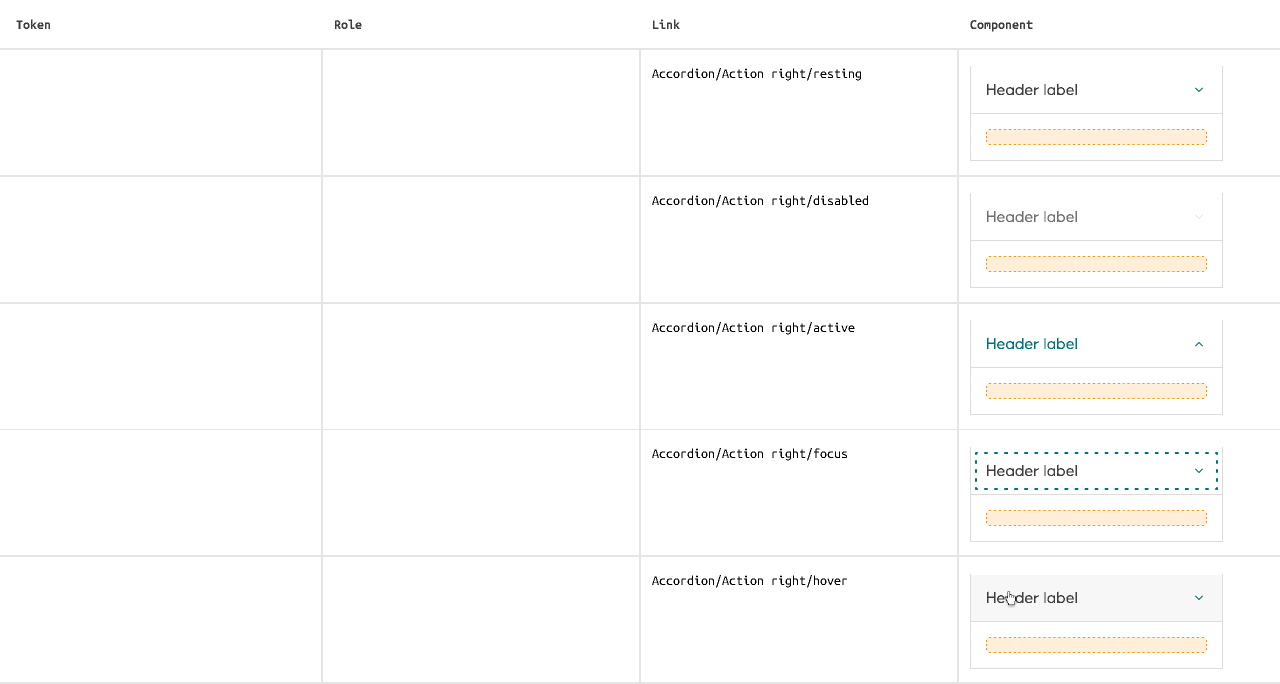 Token Role Link Component
Accordion/Action right/resting
Header label
Accordion/Action right/disabled
Header label
Accordion/Action right/active
Header label
Accordion/Action right/focus
Header label
Accordion/Action right/hover
Header label